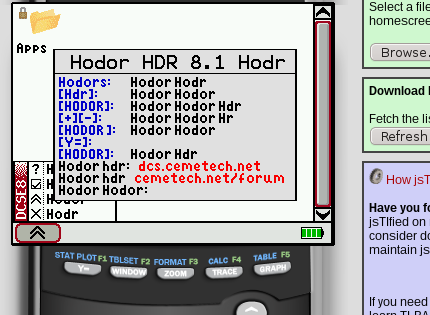 Apps
Hodor HDR 8.1 Hodr
Hodors: Hodor Hodr
[Hdr]: Hodor Hodor
[HODOR]: Hodor Hodor Hdr
[+][-]: Hodor Hodor Hr
[HODOR]: Hodor Hodor
[Y=]:
[HODOR]: Hodor Hdr
Hodor hdr: dcs.cemetech.net
Hodor hdr cemetech.net/forum
Hodor Hodor:
DCSE8
? H
H
Hodor
Hodr
STAT PLOT F1 TBLSET F2 FORMAT F3 CALC F4 TABLE F5
Y= WINDOW ZOOM TRACE GRAPH
Select a file
homescree
Browse.
Download
Fetch the lis
Refresh
How jsT
Have you fo
jsTIfied on
consider do
maintain js
If you need
learn TI-BA